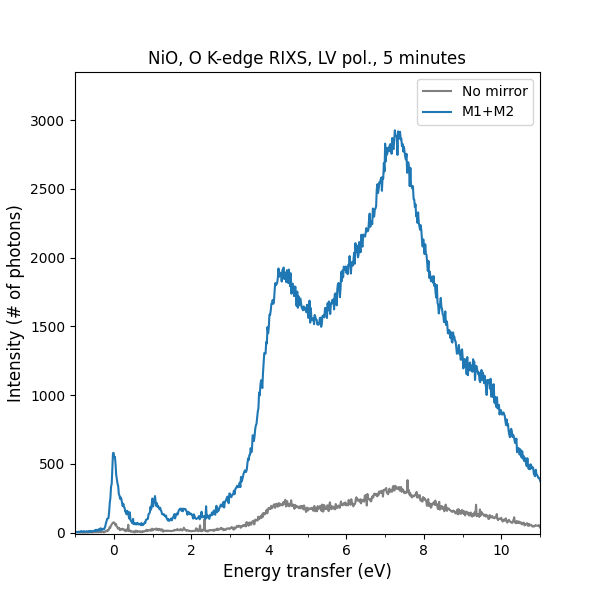 NiO, O K-edge RIXS, LV pol., 5 minutes
No mirror
M1+M2
Intensity (# of photons)
3000
2500
2000
1500
1000
500
0
0 2 4 6 8 10
Energy transfer (eV)